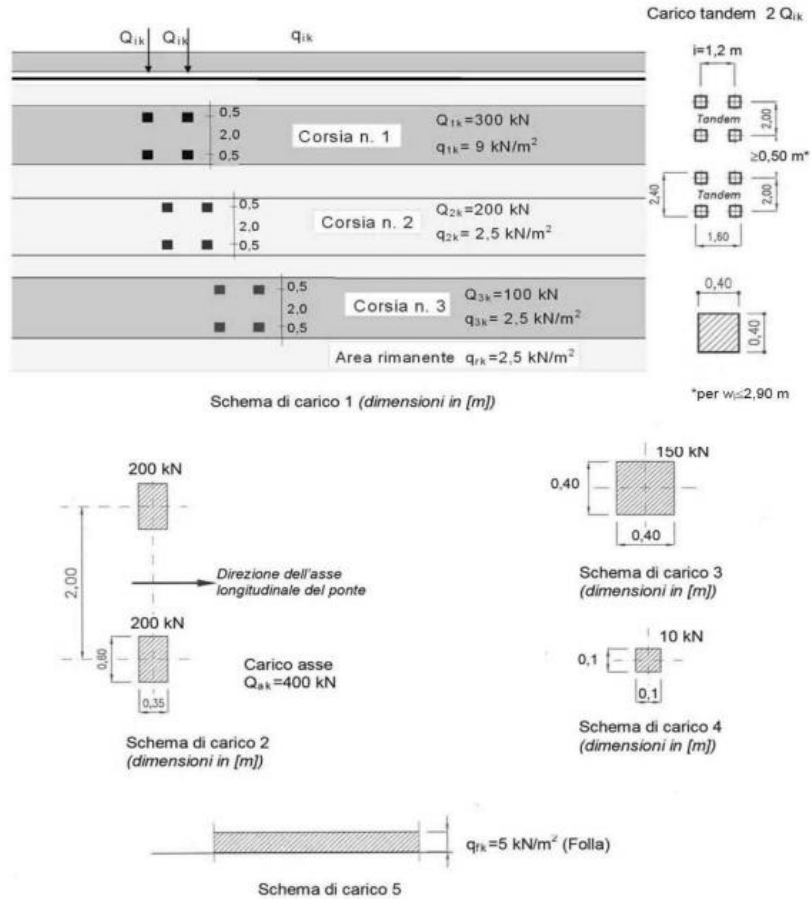 Carico tandem 2 Qik
Qik Qik qik
i=1,2 m
0,5
2,0
0,5
Corsia n. 1
Q1k=300 kN
q1k= 9 kN/m²
Tandem
2,00
≥0,50 m*
0,5
2,0
0,5
Corsia n. 2
Q2k=200 kN
q2k= 2,5 kN/m²
2,40
Tandem
2,00
1,60
0,5
2,0
0,5
Corsia n. 3
Q3k=100 kN
q3k= 2,5 kN/m²
0,40
0,40
Area rimanente qrk=2,5 kN/m²
*per wl≤2,90 m
Schema di carico 1 (dimensioni in [m])
200 kN
2,00
Direzione dell'asse
longitudinale del ponte
200 kN
0,60
0,35
Carico asse
Qak=400 kN
Schema di carico 2
(dimensioni in [m])
150 kN
0,40
0,40
Schema di carico 3
(dimensioni in [m])
10 kN
0,1
0,1
Schema di carico 4
(dimensioni in [m])
qfk=5 kN/m² (Folla)
Schema di carico 5